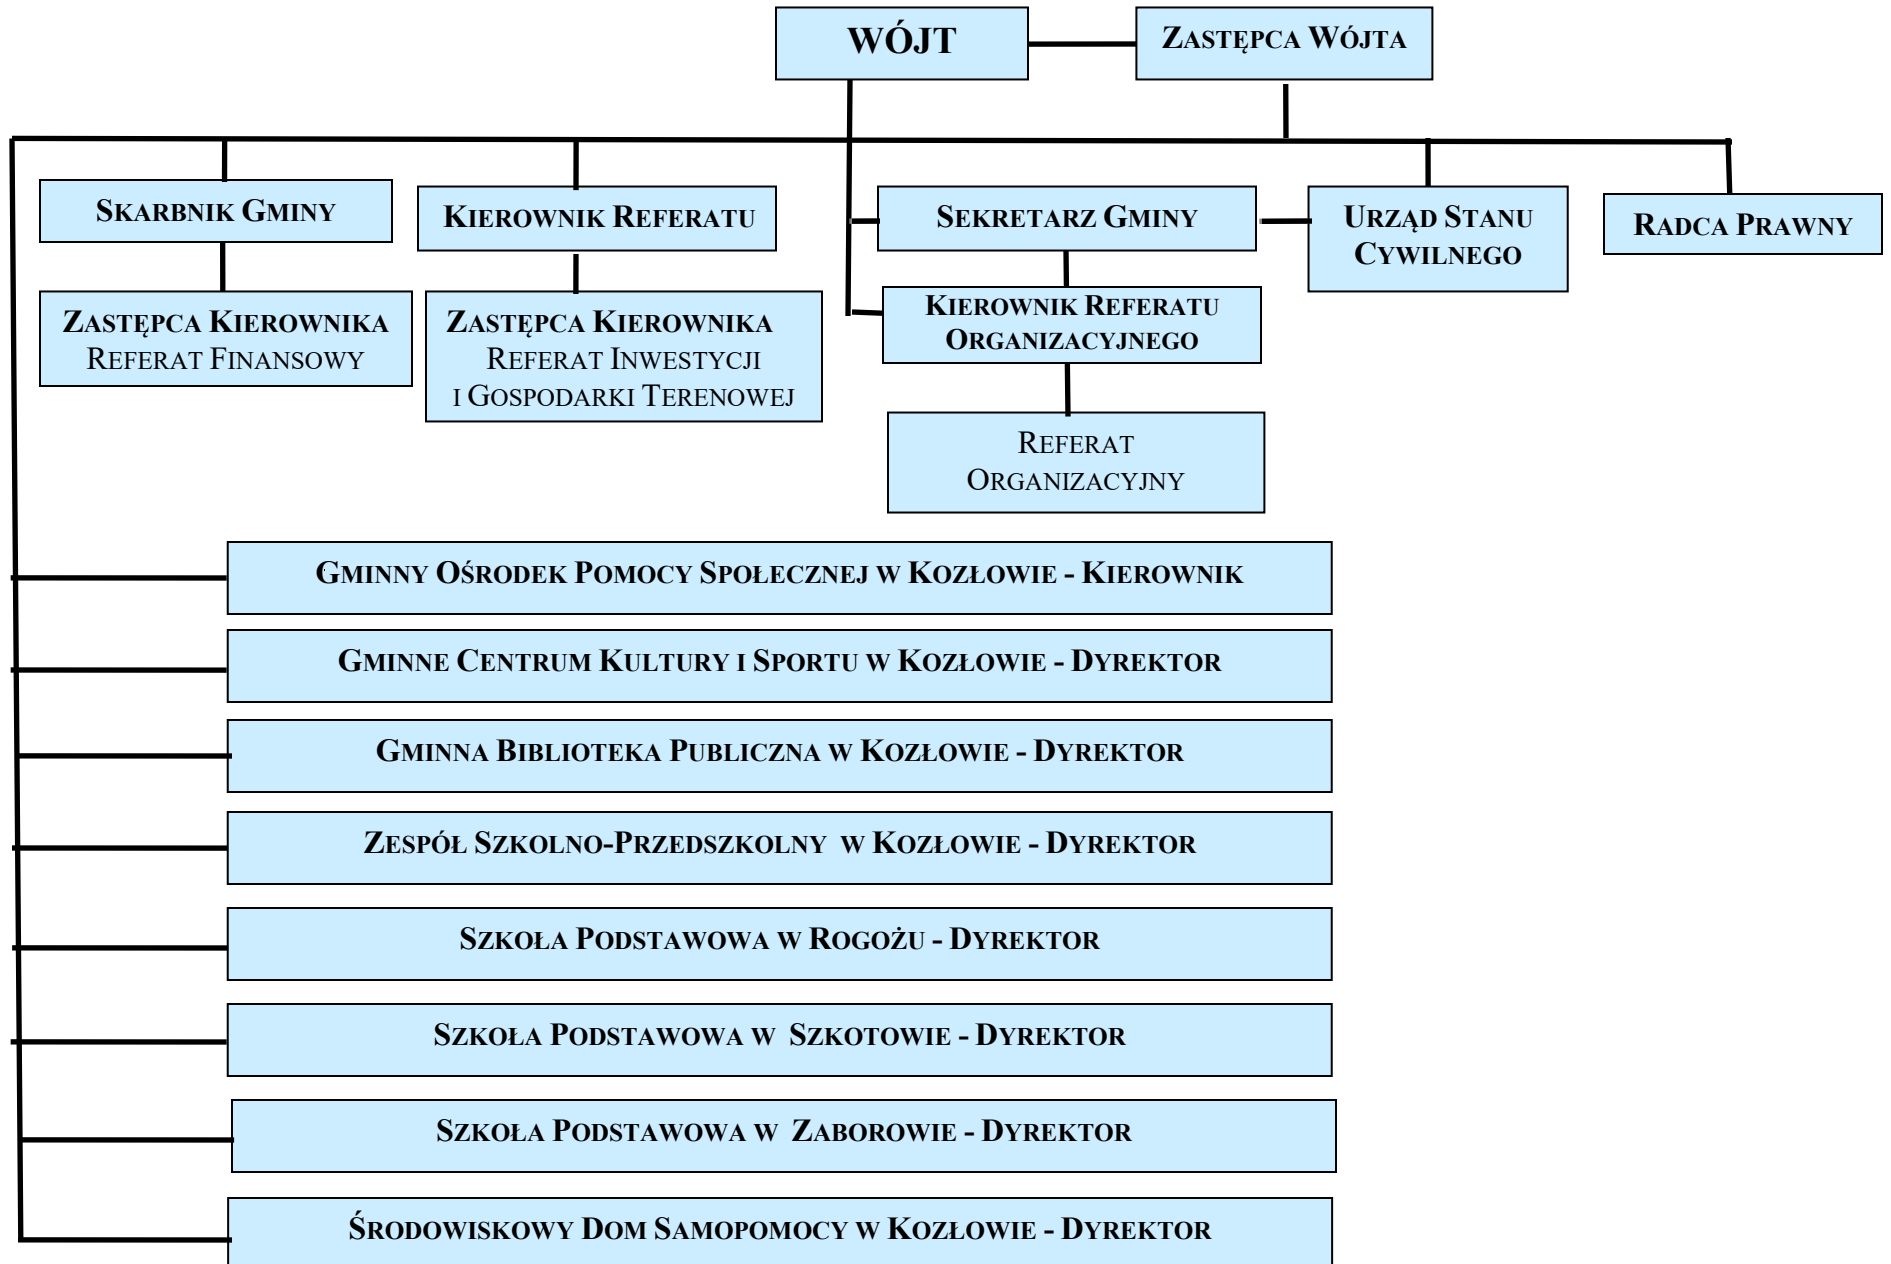 WÓJT
ZASTĘPCA WÓJTA
SKARBNIK GMINY
KIEROWNIK REFERATU
SEKRETARZ GMINY
URZĄD STANU
CYWILNEGO
RADCA PRAWNY
ZASTĘPCA KIEROWNIKA
REFERAT FINANSOWY
ZASTĘPCA KIEROWNIKA
REFERAT INWESTYCJI
I GOSPODARKI TERENOWEJ
KIEROWNIK REFERATU
ORGANIZACYJNEGO
REFERAT
ORGANIZACYJNY
GMINNY OŚRODEK POMOCY SPOŁECZNEJ W KOZŁOWIE - KIEROWNIK
GMINNE CENTRUM KULTURY I SPORTU W KOZŁOWIE - DYREKTOR
GMINNA BIBLIOTEKA PUBLICZNA W KOZŁOWIE - DYREKTOR
ZESPÓŁ SZKOLNO-PRZEDSZKOLNY W KOZŁOWIE - DYREKTOR
SZKOŁA PODSTAWOWA W ROGOŻU - DYREKTOR
SZKOŁA PODSTAWOWA W SZKOTOWIE - DYREKTOR
SZKOŁA PODSTAWOWA W ZABOROWIE - DYREKTOR
ŚRODOWISKOWY DOM SAMOPOMOCY W KOZŁOWIE - DYREKTOR